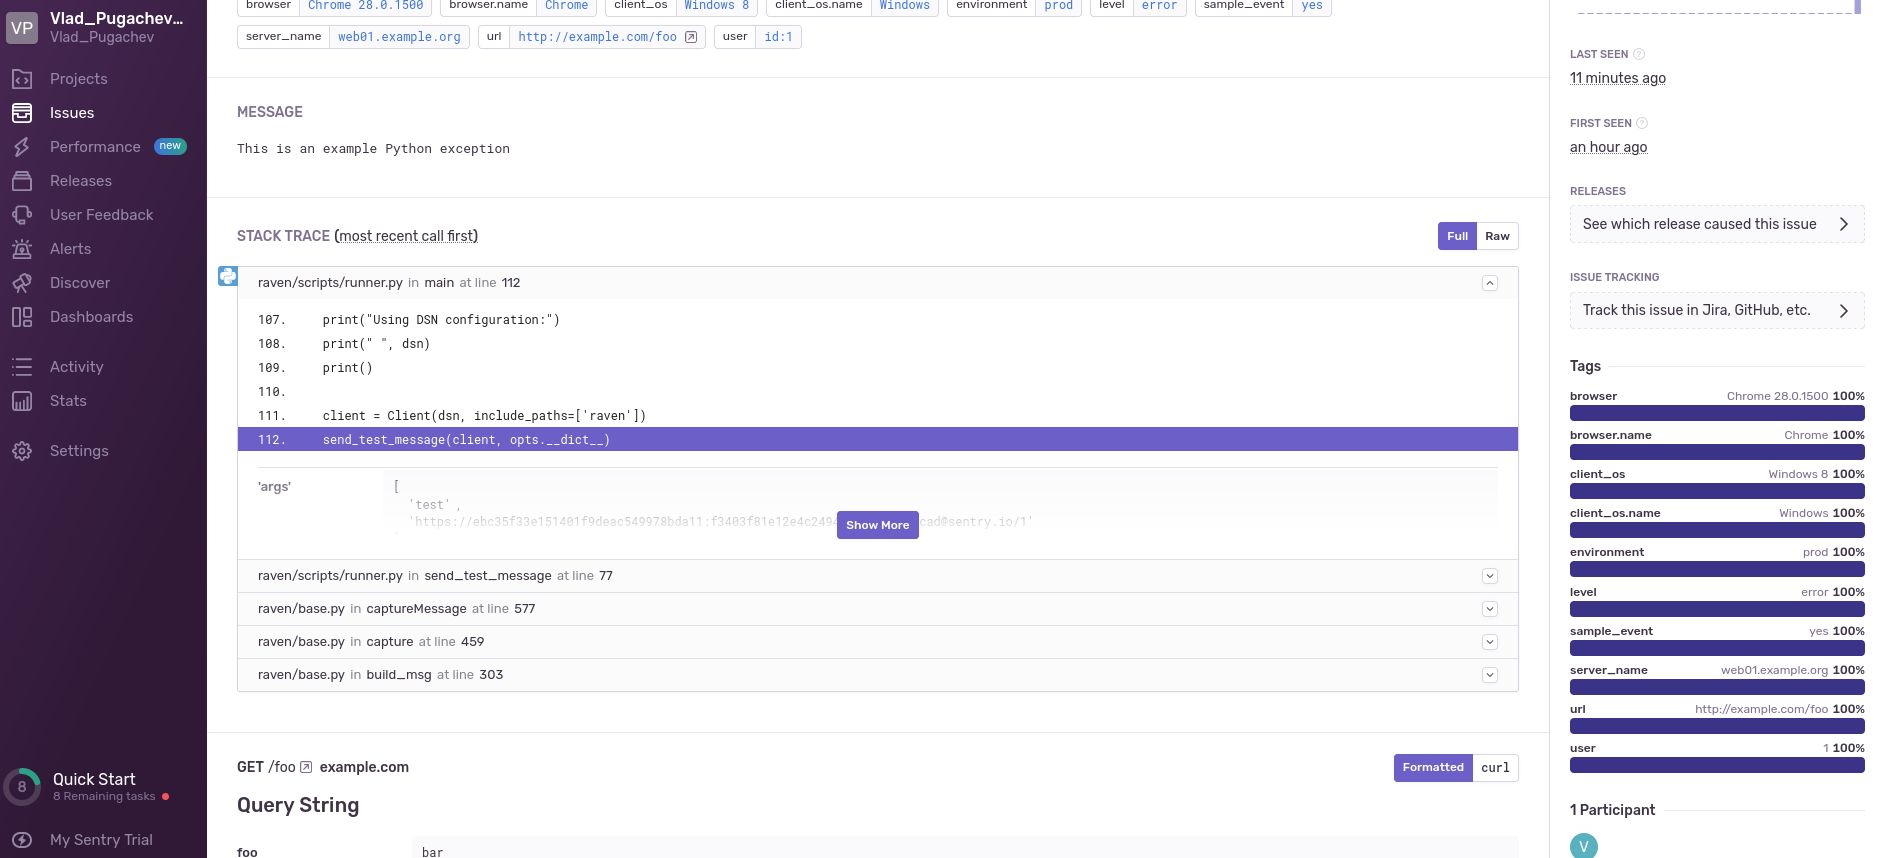 VP
Vlad_Pugachev...
Vlad_Pugachev
Projects
Issues
Performance new
Releases
User Feedback
Alerts
Discover
Dashboards
Activity
Stats
Settings
8
Quick Start
8 Remaining tasks
My Sentry Trial
browser Chrome 28.0.1500 browser.name Chrome client_os Windows 8 client_os.name Windows environment prod level error sample_event yes
server_name web01.example.org url http://example.com/foo user id:1
MESSAGE
This is an example Python exception
STACK TRACE (most recent call first)
Full Raw
raven/scripts/runner.py in main at line 112
107. print("Using DSN configuration:")
108. print(" ", dsn)
109. print()
110.
111. client = Client(dsn, include_paths=['raven'])
112. send_test_message(client, opts.__dict__)
'args' [
'test',
'https://ebc35f33e151401f9deac549978bda11:f3403f81e12e4c2494 cad@sentry.io/1'
Show More
raven/scripts/runner.py in send_test_message at line 77
raven/base.py in captureMessage at line 577
raven/base.py in capture at line 459
raven/base.py in build_msg at line 303
GET /foo example.com
Formatted curl
Query String
foo bar
LAST SEEN ?
11 minutes ago
FIRST SEEN ?
an hour ago
RELEASES
See which release caused this issue
ISSUE TRACKING
Track this issue in Jira, GitHub, etc.
Tags
browser Chrome 28.0.1500 100%
browser.name Chrome 100%
client_os Windows 8 100%
client_os.name Windows 100%
environment prod 100%
level error 100%
sample_event yes 100%
server_name web01.example.org 100%
url http://example.com/foo 100%
user 1 100%
1 Participant
V